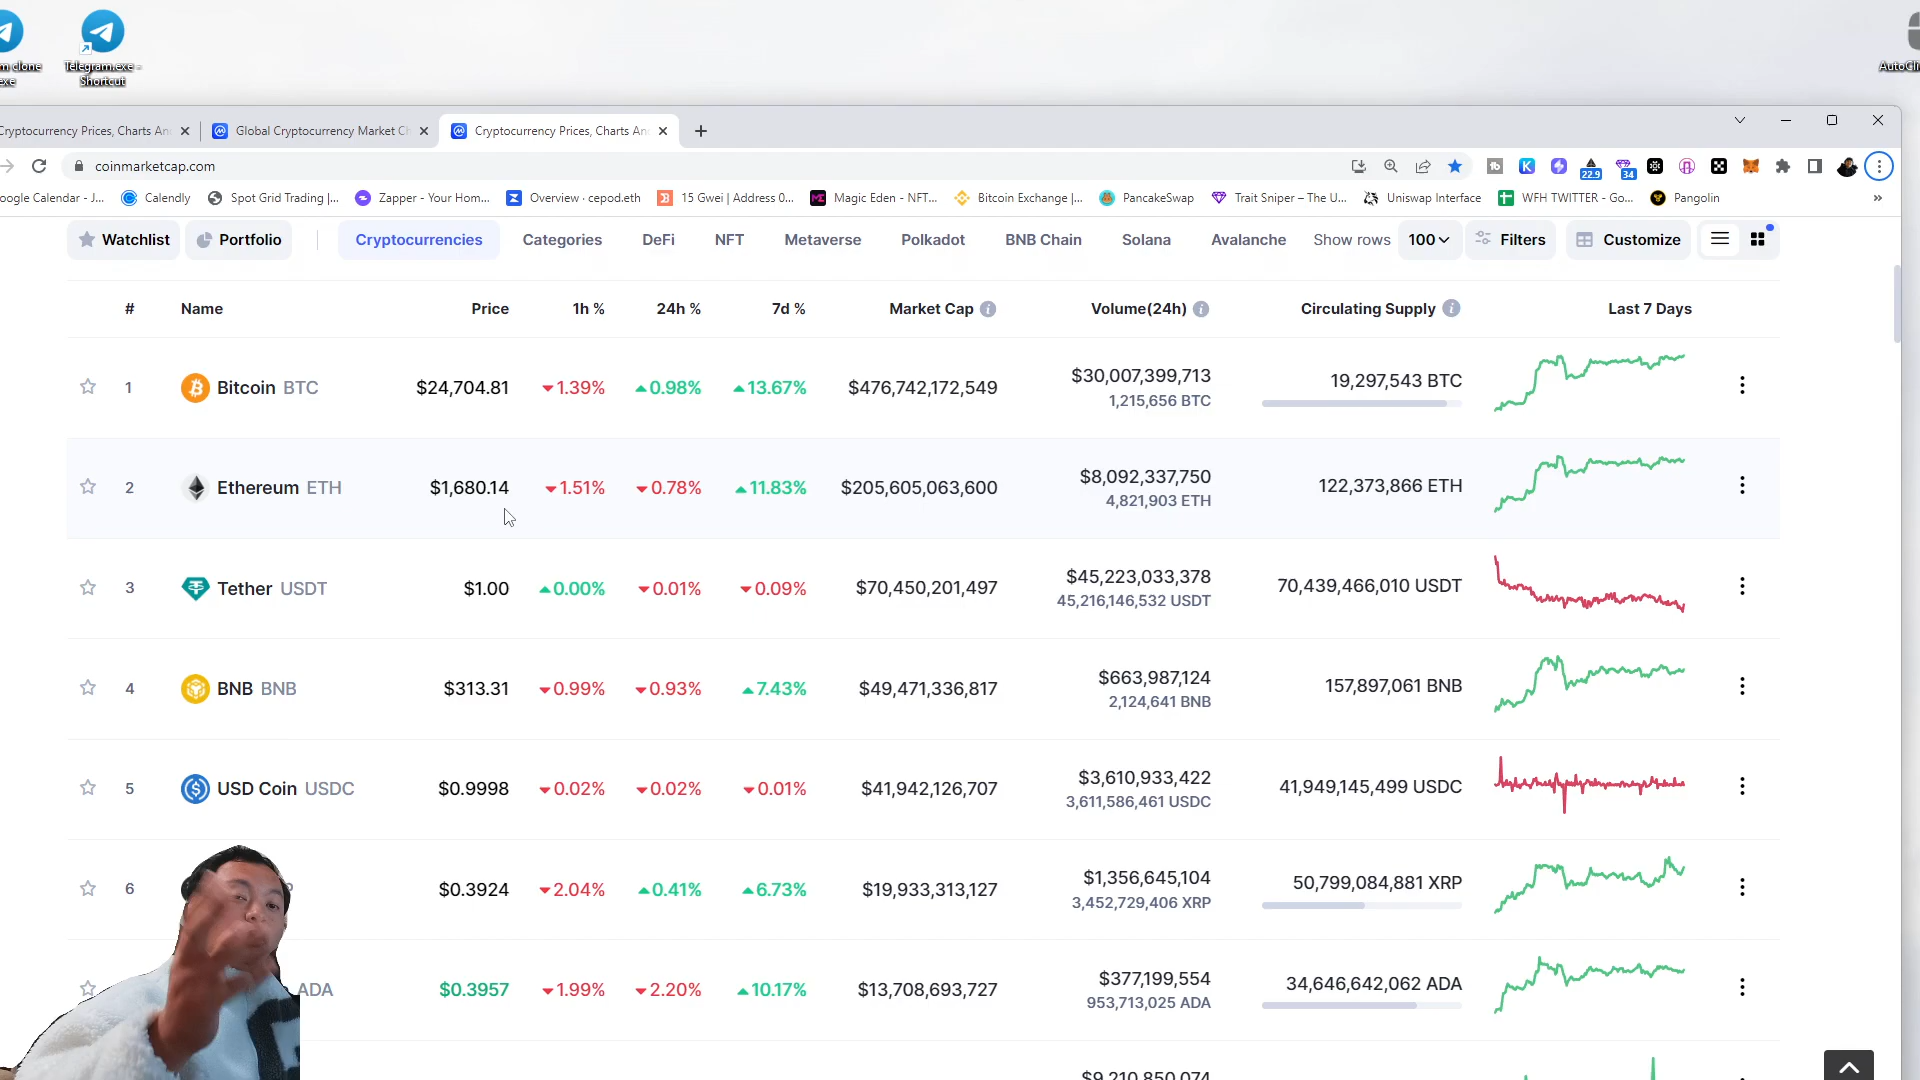 m clone
exe
Telegram.exe -
Shortcut
AutoCli
Cryptocurrency Prices, Charts An
Global Cryptocurrency Market Ch
Cryptocurrency Prices, Charts An
coinmarketcap.com
22.9
34
oogle Calendar - J...
Calendly
Spot Grid Trading |...
Zapper - Your Hom...
Overview · cepod.eth
15 Gwei | Address 0...
Magic Eden - NFT...
Bitcoin Exchange |...
PancakeSwap
Trait Sniper – The U...
Uniswap Interface
WFH TWITTER - Go...
Pangolin
»
Watchlist
Portfolio
Cryptocurrencies
Categories
DeFi
NFT
Metaverse
Polkadot
BNB Chain
Solana
Avalanche
Show rows
100
Filters
Customize
# Name Price 1h % 24h % 7d % Market Cap Volume(24h) Circulating Supply Last 7 Days
1 Bitcoin BTC $24,704.81 1.39% 0.98% 13.67% $476,742,172,549 $30,007,399,713 19,297,543 BTC
1,215,656 BTC
2 Ethereum ETH $1,680.14 1.51% 0.78% 11.83% $205,605,063,600 $8,092,337,750 122,373,866 ETH
4,821,903 ETH
3 Tether USDT $1.00 0.00% 0.01% 0.09% $70,450,201,497 $45,223,033,378 70,439,466,010 USDT
45,216,146,532 USDT
4 BNB BNB $313.31 0.99% 0.93% 7.43% $49,471,336,817 $663,987,124 157,897,061 BNB
2,124,641 BNB
5 USD Coin USDC $0.9998 0.02% 0.02% 0.01% $41,942,126,707 $3,610,933,422 41,949,145,499 USDC
3,611,586,461 USDC
6 $0.3924 2.04% 0.41% 6.73% $19,933,313,127 $1,356,645,104 50,799,084,881 XRP
3,452,729,406 XRP
ADA $0.3957 1.99% 2.20% 10.17% $13,708,693,727 $377,199,554 34,646,642,062 ADA
953,713,025 ADA
$9,210,850,074